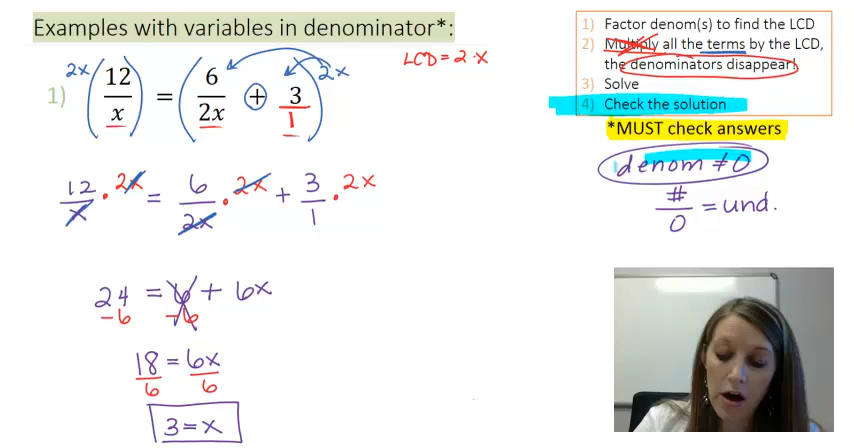 Examples with variables in denominator*:
1) 2x ( 12/x ) = ( 6/2x + 3/1 ) 2x
LCD = 2 · x
12/x · 2x = 6/2x · 2x + 3/1 · 2x
24 = 6 + 6x
-6 -6
18 = 6x
6 6
3 = x
1) Factor denom(s) to find the LCD
2) Multiply all the terms by the LCD,
the denominators disappear!
3) Solve
4) Check the solution
*MUST check answers
denom ≠ 0
#/0 = und.